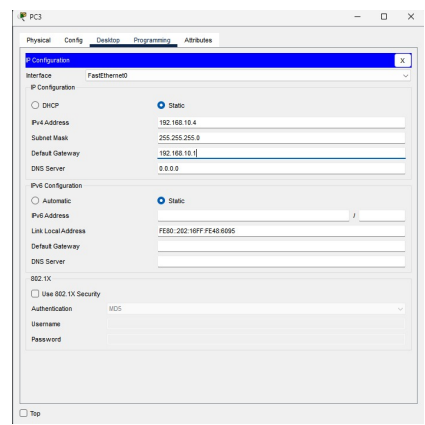 PC3
Physical Config Desktop Programming Attributes
IP Configuration X
Interface FastEthernet0
IP Configuration
DHCP Static
IPv4 Address 192.168.10.4
Subnet Mask 255.255.255.0
Default Gateway 192.168.10.1
DNS Server 0.0.0.0
IPv6 Configuration
Automatic Static
IPv6 Address /
Link Local Address FE80::202:16FF:FE48:6095
Default Gateway
DNS Server
802.1X
Use 802.1X Security
Authentication MD5
Username
Password
Top